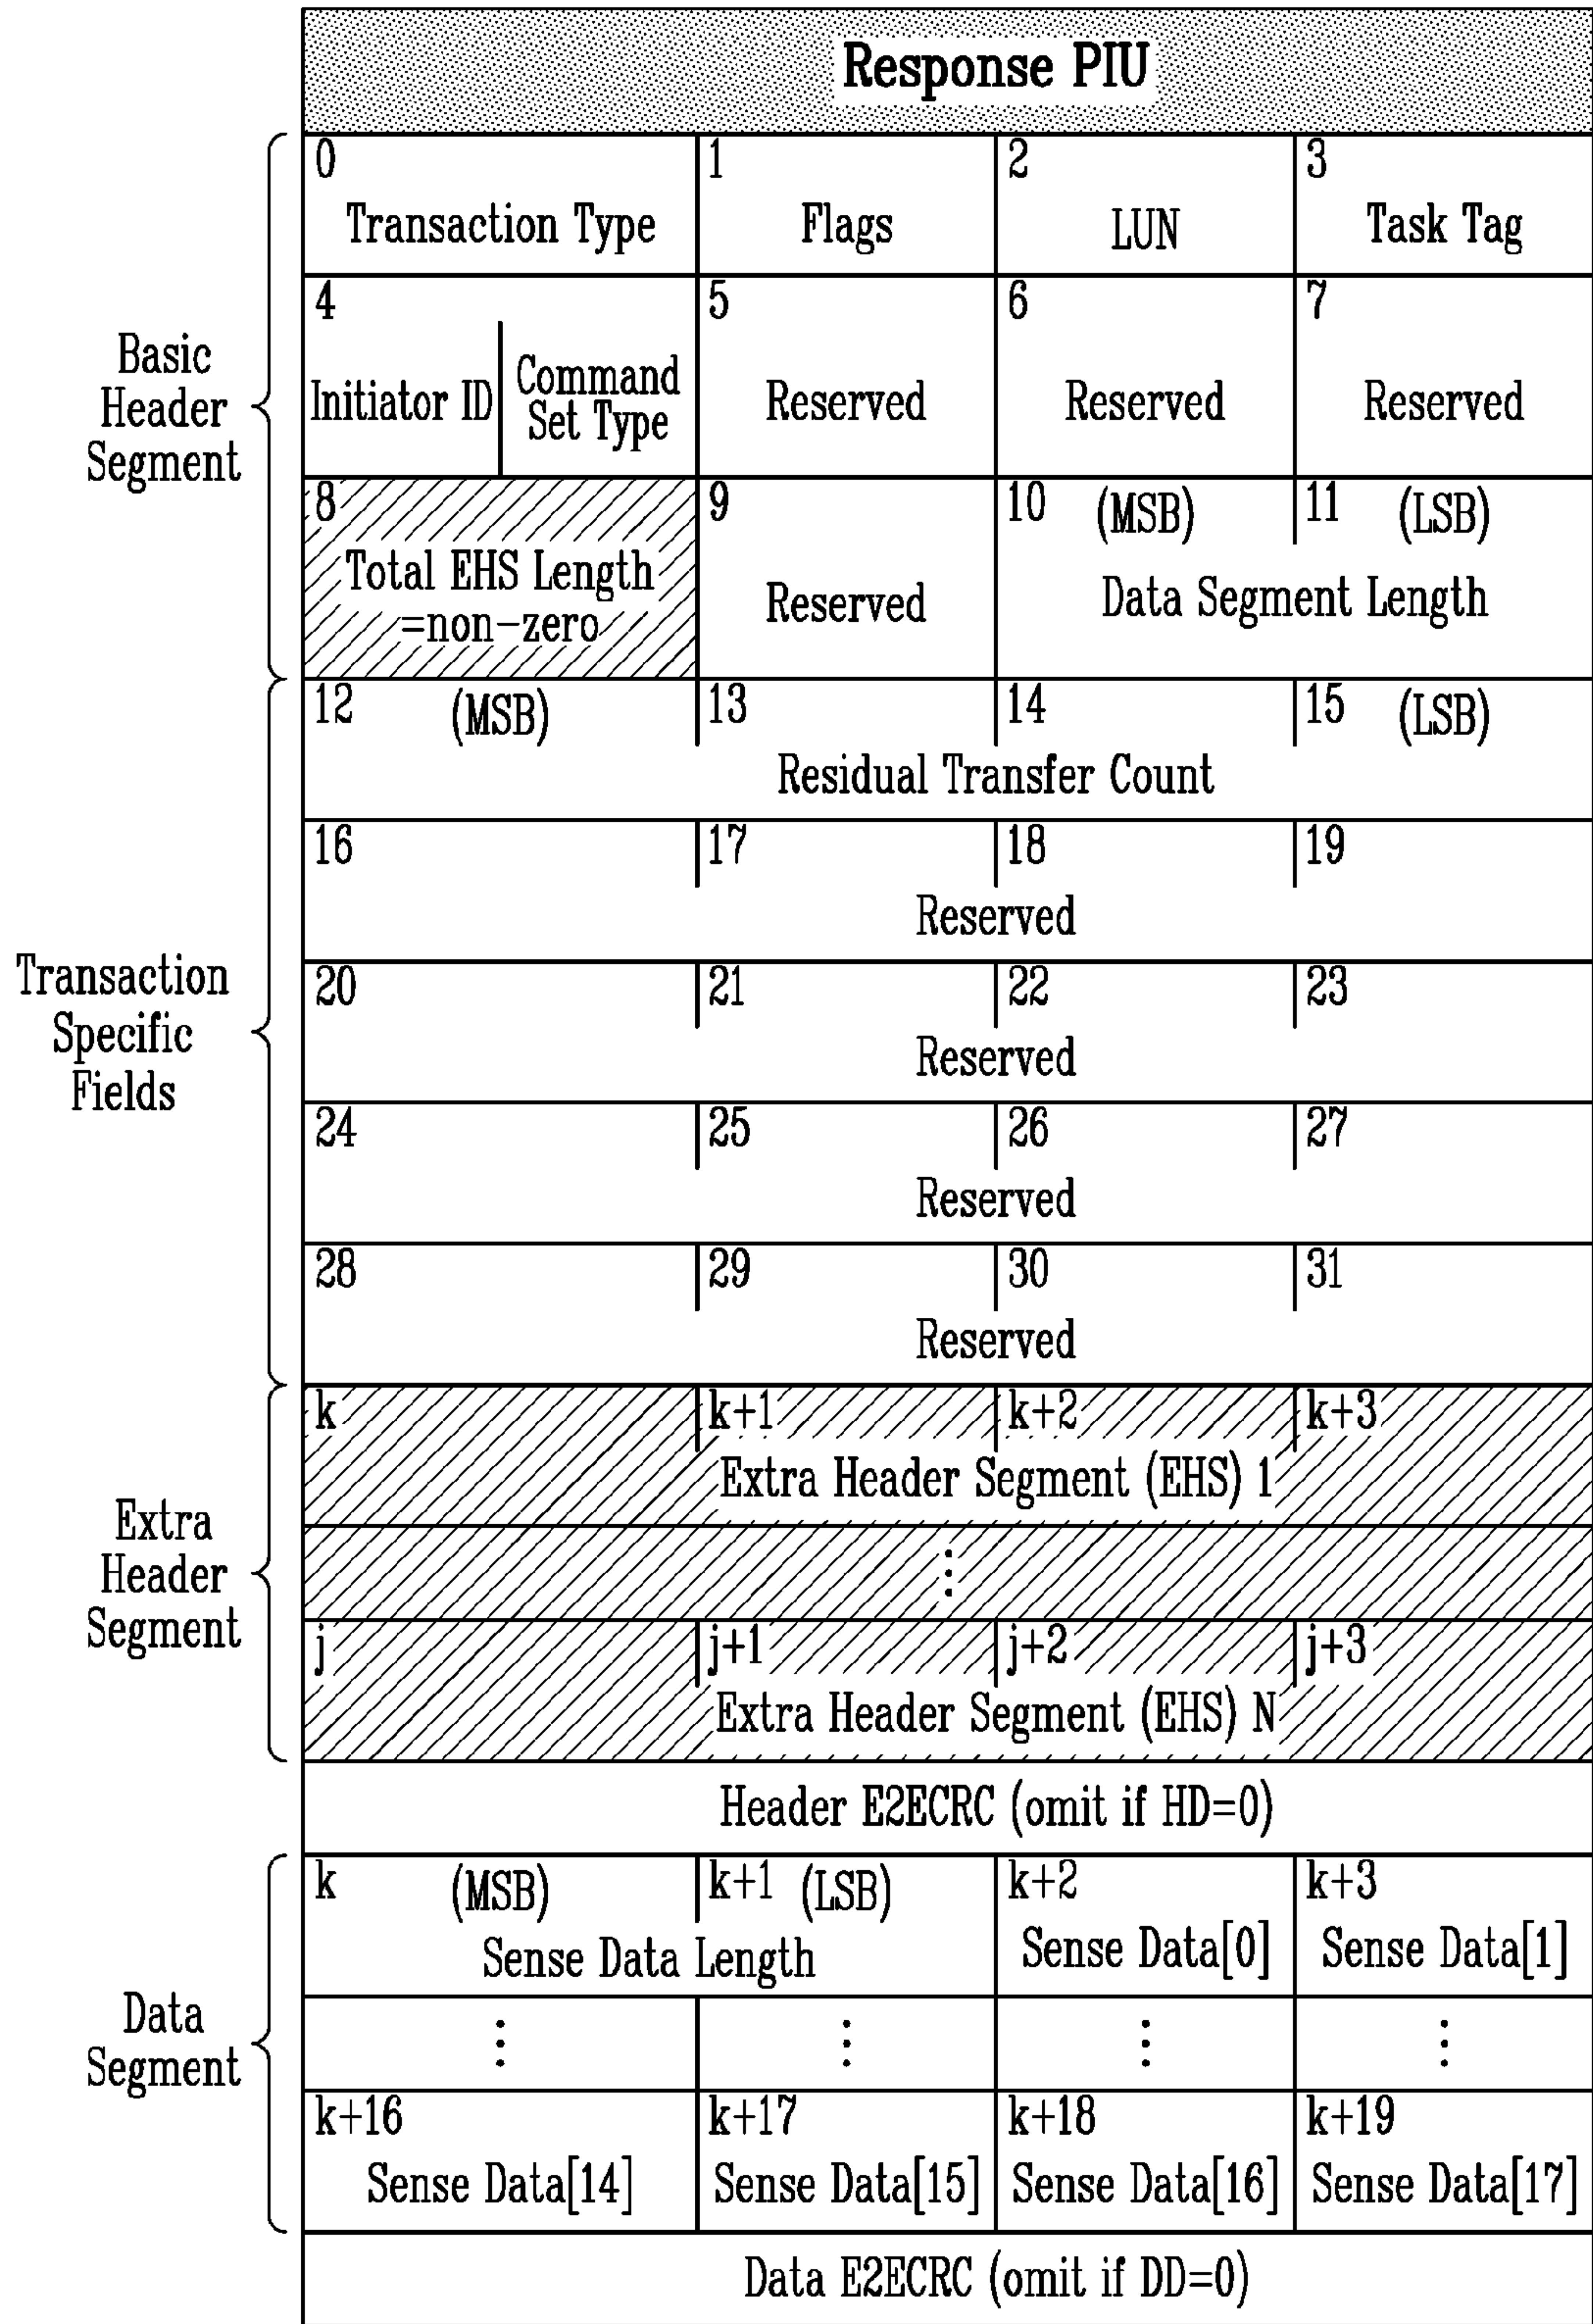 Response PIU
0 1 2 3
Transaction Type Flags LUN Task Tag
4 5 6 7
Basic
Header
Segment
Initiator ID Command
Set Type Reserved Reserved Reserved
8 9 10 (MSB) 11 (LSB)
Total EHS Length
=non-zero Reserved Data Segment Length
12 (MSB) 13 14 15 (LSB)
Residual Transfer Count
16 17 18 19
Reserved
Transaction
Specific
Fields
20 21 22 23
Reserved
24 25 26 27
Reserved
28 29 30 31
Reserved
k k+1 k+2 k+3
Extra Header Segment (EHS) 1
Extra
Header
Segment
⋮
j j+1 j+2 j+3
Extra Header Segment (EHS) N
Header E2ECRC (omit if HD=0)
k (MSB) k+1 (LSB) k+2 k+3
Sense Data Length Sense Data[0] Sense Data[1]
Data
Segment
⋮ ⋮ ⋮ ⋮
k+16 k+17 k+18 k+19
Sense Data[14] Sense Data[15] Sense Data[16] Sense Data[17]
Data E2ECRC (omit if DD=0)